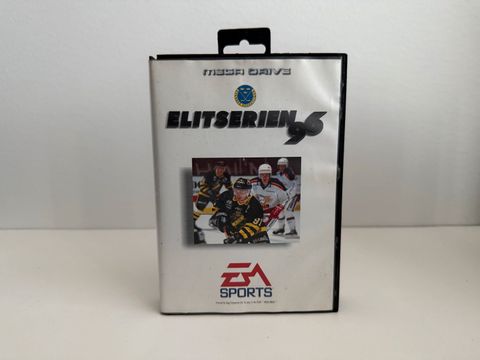 MEGA DRIVE
ELITSERIEN 96
EA
SPORTS